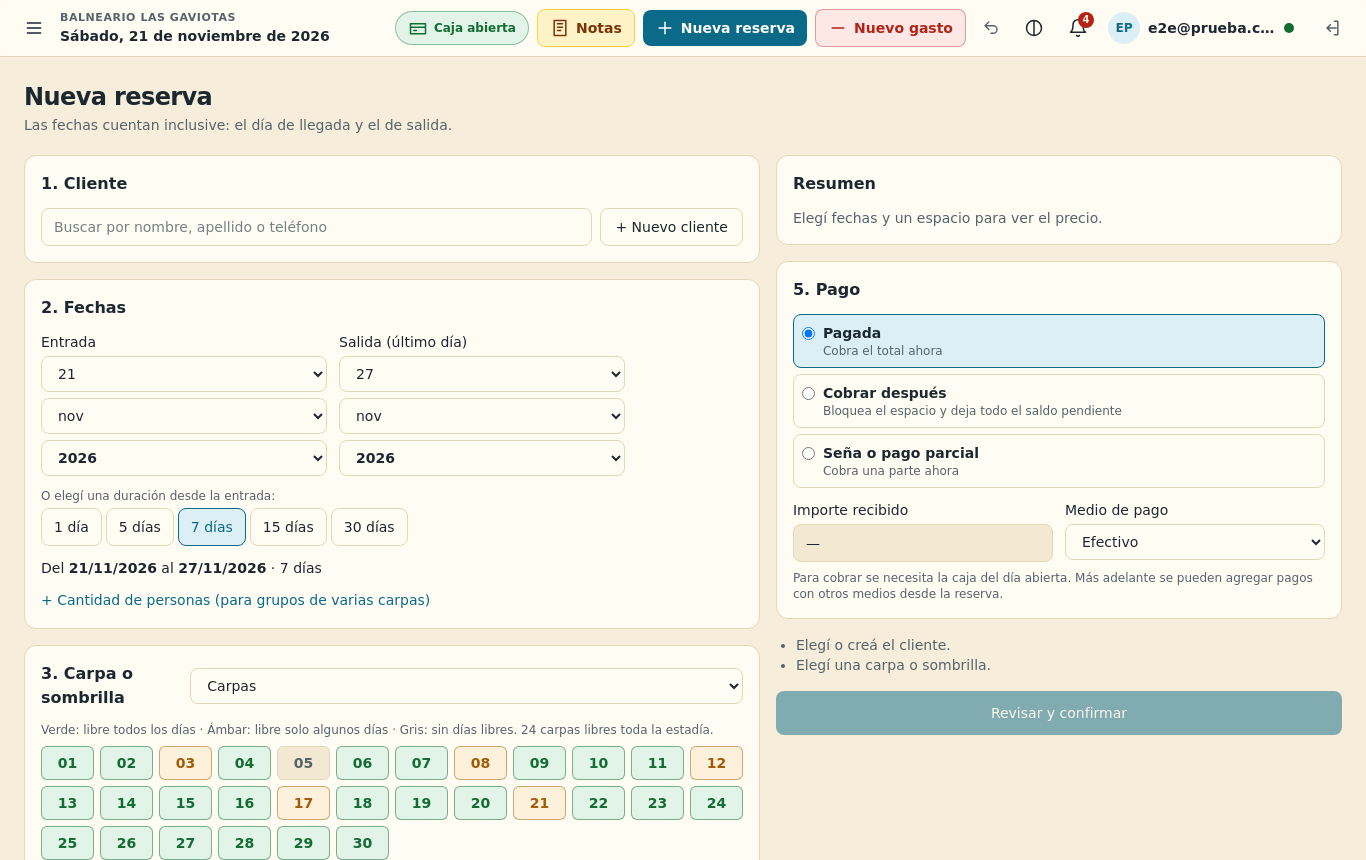 BALNEARIO LAS GAVIOTAS
Sábado, 21 de noviembre de 2026
Caja abierta
Notas
Nueva reserva
Nuevo gasto
4
EP
e2e@prueba.c...
Nueva reserva
Las fechas cuentan inclusive: el día de llegada y el de salida.
1. Cliente
Buscar por nombre, apellido o teléfono
+ Nuevo cliente
2. Fechas
Entrada
Salida (último día)
21
27
nov
nov
2026
2026
O elegí una duración desde la entrada:
1 día
5 días
7 días
15 días
30 días
Del 21/11/2026 al 27/11/2026 · 7 días
+ Cantidad de personas (para grupos de varias carpas)
3. Carpa o
sombrilla
Carpas
Verde: libre todos los días · Ámbar: libre solo algunos días · Gris: sin días libres. 24 carpas libres toda la estadía.
01 02 03 04 05 06 07 08 09 10 11 12
13 14 15 16 17 18 19 20 21 22 23 24
25 26 27 28 29 30
Resumen
Elegí fechas y un espacio para ver el precio.
5. Pago
Pagada
Cobra el total ahora
Cobrar después
Bloquea el espacio y deja todo el saldo pendiente
Seña o pago parcial
Cobra una parte ahora
Importe recibido
Medio de pago
—
Efectivo
Para cobrar se necesita la caja del día abierta. Más adelante se pueden agregar pagos
con otros medios desde la reserva.
• Elegí o creá el cliente.
• Elegí una carpa o sombrilla.
Revisar y confirmar